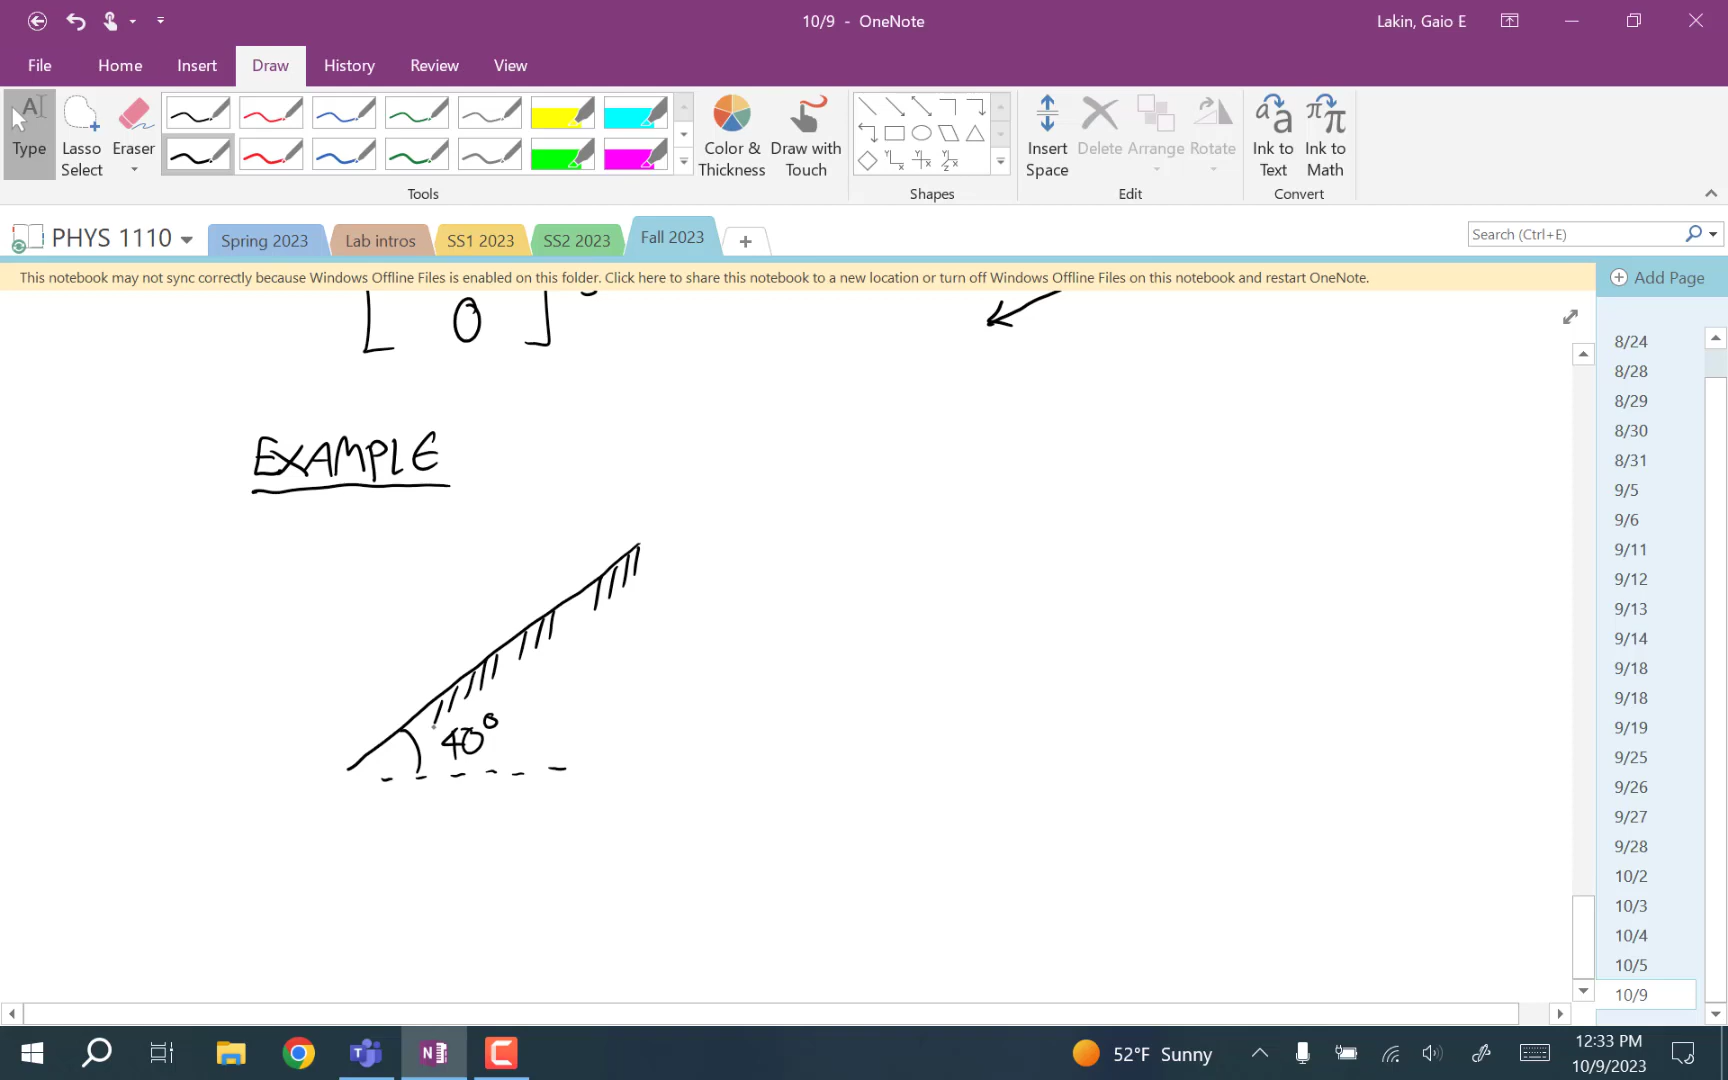 10/9 - OneNote
Lakin, Gaio E
File Home Insert Draw History Review View
Type
Lasso Select
Eraser
Color & Thickness
Draw with Touch
Insert Space
Delete
Arrange
Rotate
Ink to Text
Ink to Math
Tools
Shapes
Edit
Convert
PHYS 1110
Spring 2023
Lab intros
SS1 2023
SS2 2023
Fall 2023
Search (Ctrl+E)
This notebook may not sync correctly because Windows Offline Files is enabled on this folder. Click here to share this notebook to a new location or turn off Windows Offline Files on this notebook and restart OneNote.
Add Page
0
EXAMPLE
40°
8/24
8/28
8/29
8/30
8/31
9/5
9/6
9/11
9/12
9/13
9/14
9/18
9/18
9/19
9/25
9/26
9/27
9/28
10/2
10/3
10/4
10/5
10/9
52°F Sunny
12:33 PM
10/9/2023